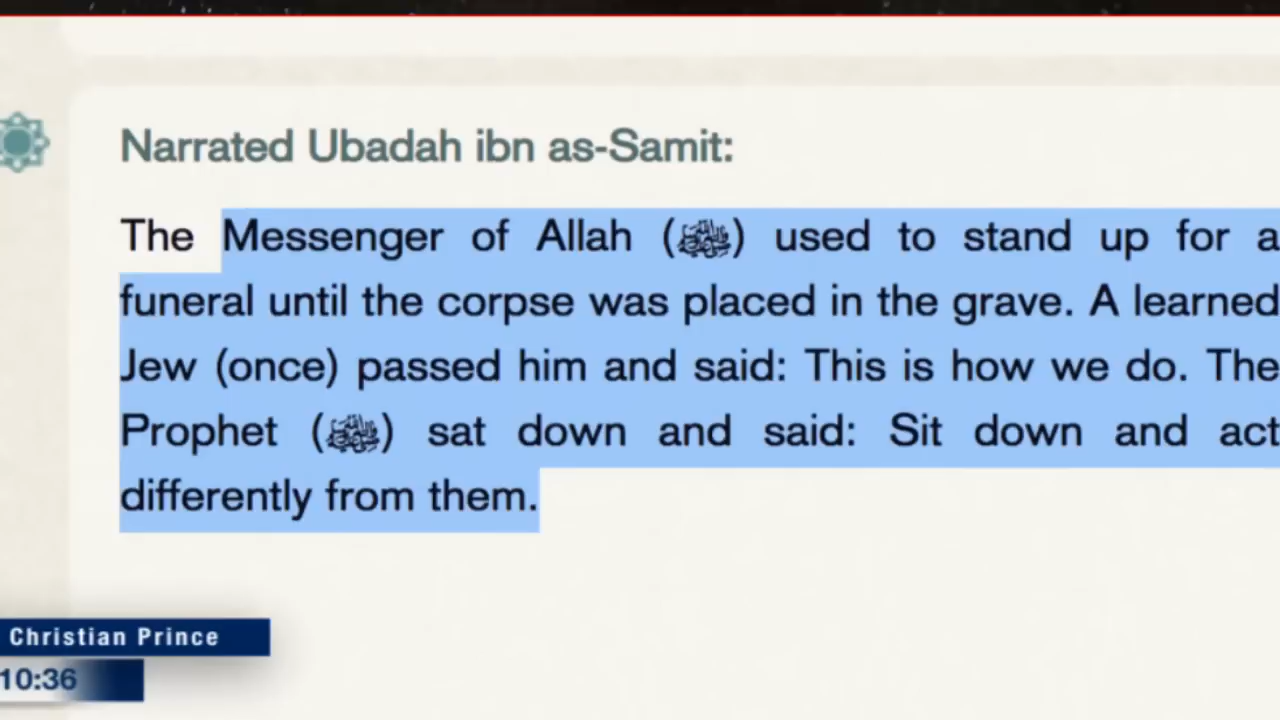 Narrated Ubadah ibn as-Samit:
The Messenger of Allah (ﷺ) used to stand up for a
funeral until the corpse was placed in the grave. A learned
Jew (once) passed him and said: This is how we do. The
Prophet (ﷺ) sat down and said: Sit down and act
differently from them.
Christian Prince
10:36